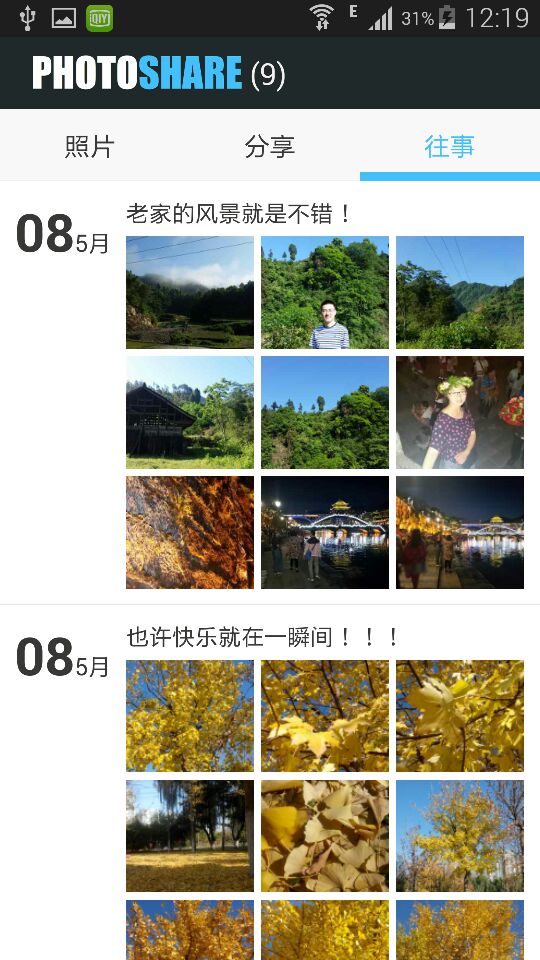 QIY E 31% 12:19
PHOTOSHARE (9)
照片 分享 往事
08 5月 老家的风景就是不错！
08 5月 也许快乐就在一瞬间！！！